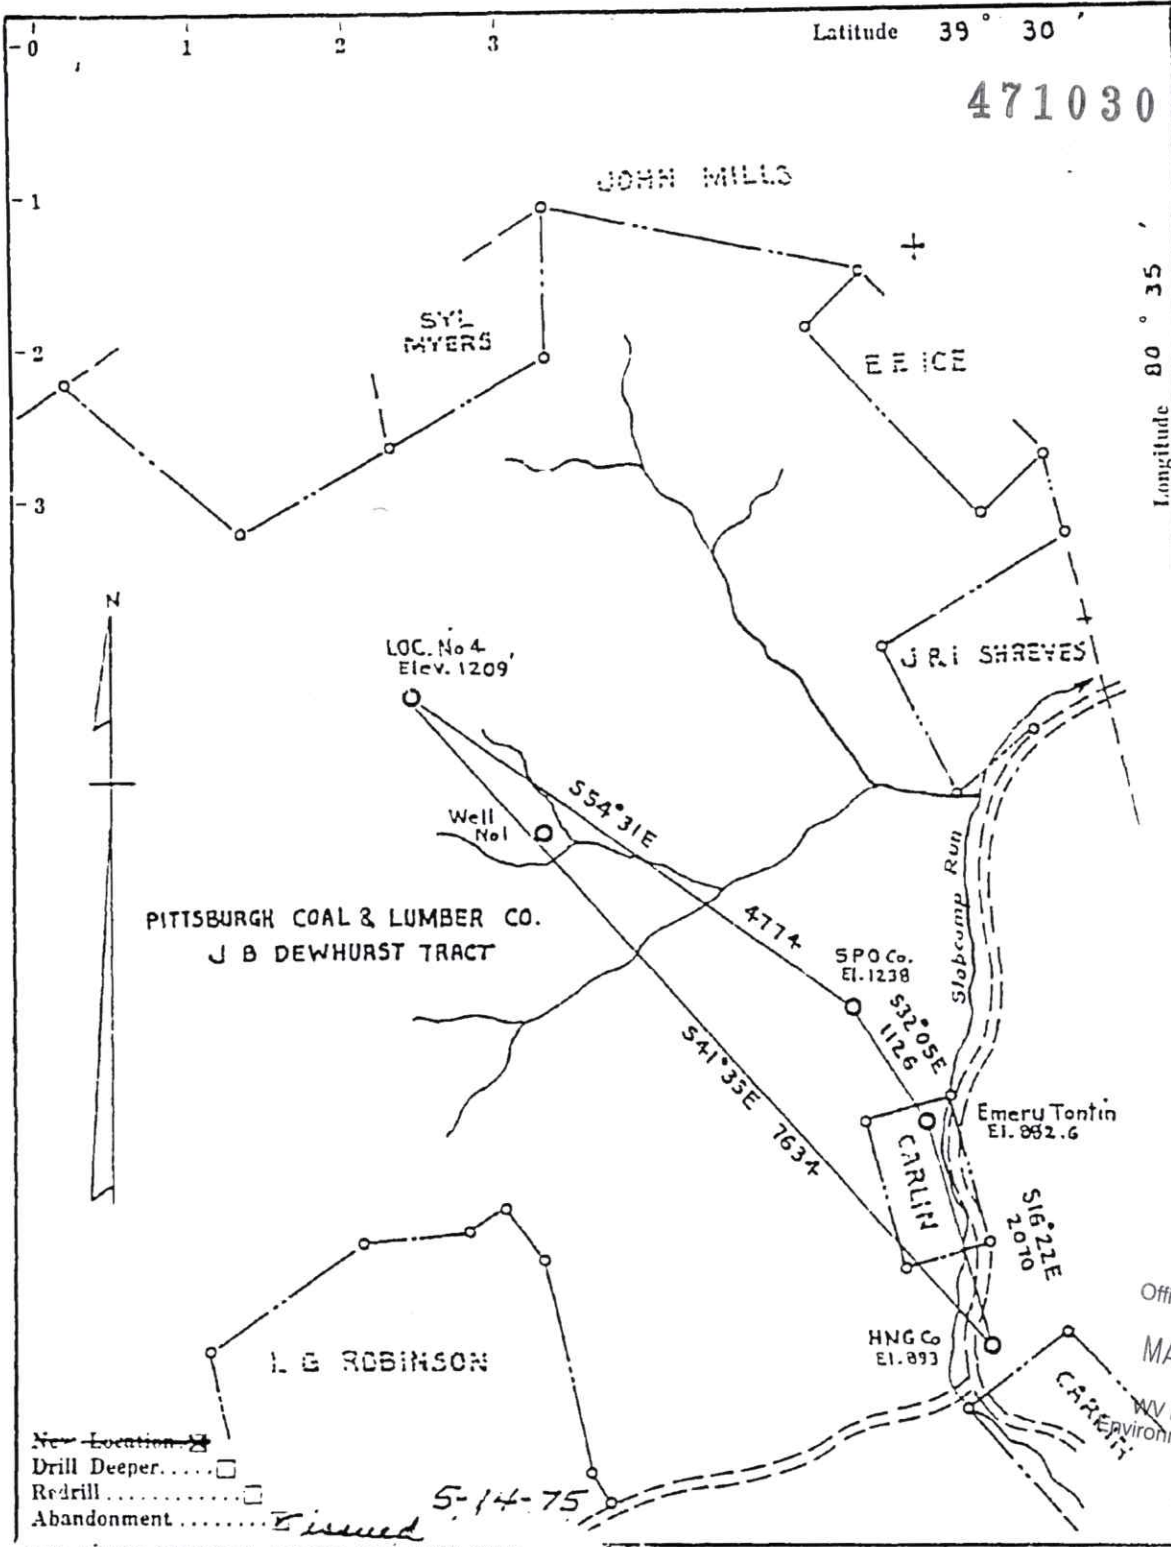 0 1 2 3 Latitude 39° 30'
471030
JOHN MILLS
1
SYL
MYERS
2
E E ICE
Longitude 80° 35'
3
N
LOC. No 4
Elev. 1209'
J & I SHREVES
S54°31E
Well
No1
4774
Slabcamp Run
PITTSBURGH COAL & LUMBER CO.
J B DEWHURST TRACT
SPO Co.
El. 1238
S32°05E
1126
S41°35E 7634
Emery Tontin
El. 892.6
CARLIN
S16°22E
2070
HNG Co
El. 893
L G ROBINSON
CARLIN
New Location
Drill Deeper.....
Redrill..........
Abandonment........
issued 5-14-75